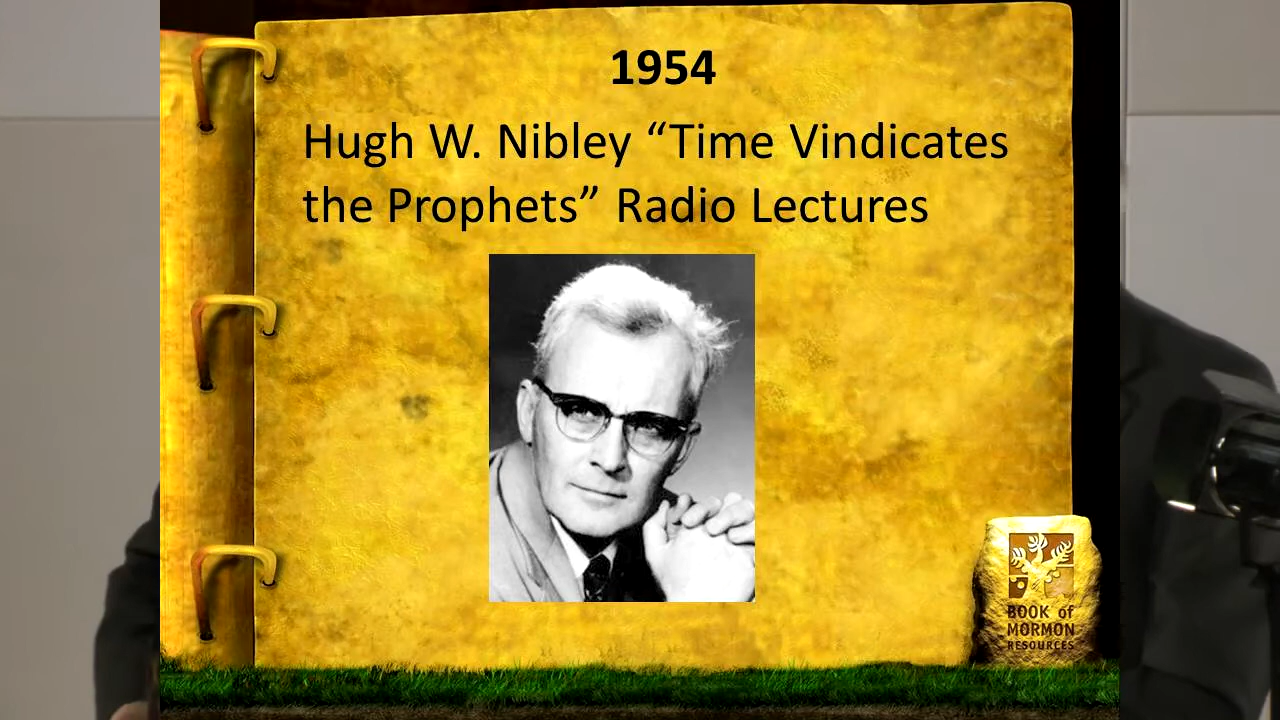 1954
Hugh W. Nibley “Time Vindicates
the Prophets” Radio Lectures
BOOK of
MORMON
RESOURCES